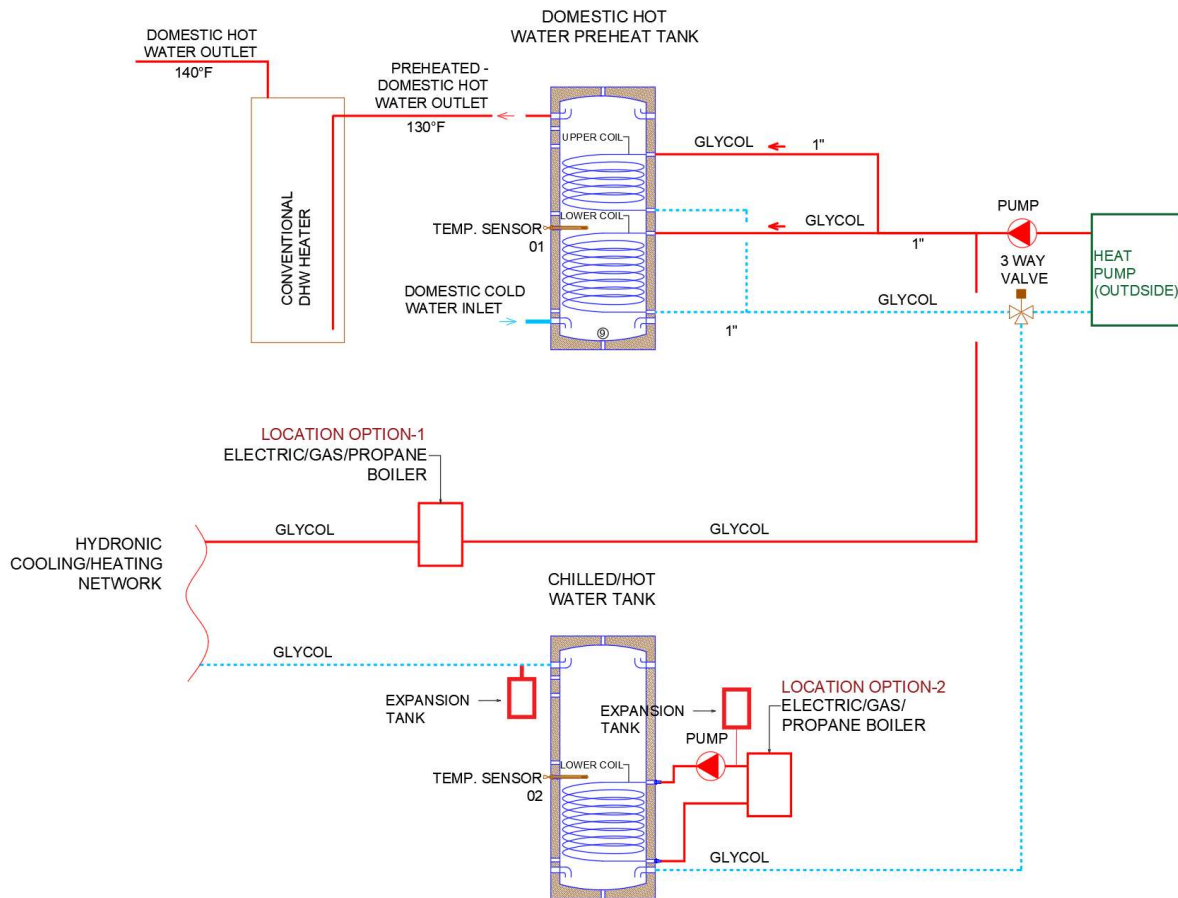 DOMESTIC HOT
WATER PREHEAT TANK
DOMESTIC HOT
WATER OUTLET
140°F
PREHEATED -
DOMESTIC HOT
WATER OUTLET
130°F
CONVENTIONAL
DHW HEATER
UPPER COIL
GLYCOL
1"
LOWER COIL
TEMP. SENSOR
01
GLYCOL
1"
PUMP
3 WAY
VALVE
HEAT
PUMP
(OUTDSIDE)
DOMESTIC COLD
WATER INLET
GLYCOL
1"
9
LOCATION OPTION-1
ELECTRIC/GAS/PROPANE
BOILER
HYDRONIC
COOLING/HEATING
NETWORK
GLYCOL
GLYCOL
CHILLED/HOT
WATER TANK
GLYCOL
EXPANSION
TANK
EXPANSION
TANK
LOCATION OPTION-2
ELECTRIC/GAS/
PROPANE BOILER
PUMP
LOWER COIL
TEMP. SENSOR
02
GLYCOL